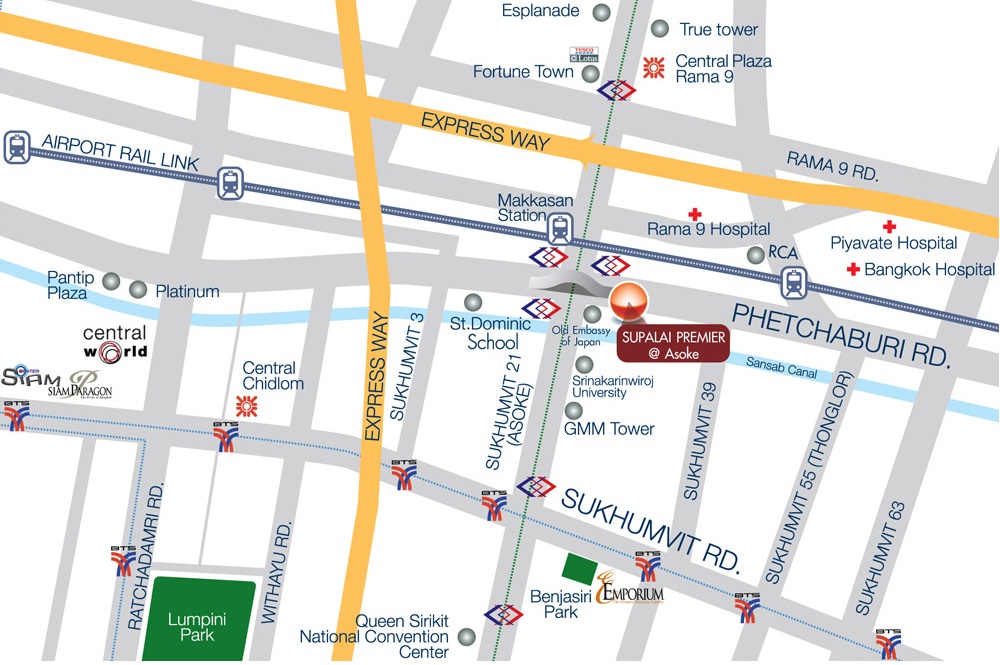 Esplanade
True tower
TESCO
Lotus
Fortune Town
Central Plaza
Rama 9
EXPRESS WAY
RAMA 9 RD.
AIRPORT RAIL LINK
Makkasan
Station
Rama 9 Hospital
Piyavate Hospital
RCA
Bangkok Hospital
Pantip
Plaza
Platinum
St.Dominic
School
Old Embassy
of Japan
SUPALAI PREMIER
@ Asoke
PHETCHABURI RD.
Sansab Canal
central
world
CENTER
SIAM
SIAM PARAGON
Central
Chidlom
EXPRESS WAY
SUKHUMVIT 3
SUKHUMVIT 21
(ASOKE)
Srinakarinwiroj
University
GMM Tower
SUKHUMVIT 39
SUKHUMVIT 55 (THONGLOR)
SUKHUMVIT 63
BTS
BTS
BTS
BTS
SUKHUMVIT RD.
BTS
BTS
BTS
BTS
RATCHADAMRI RD.
WITHAYU RD.
Lumpini
Park
Benjasiri
Park
EMPORIUM
Queen Sirikit
National Convention
Center